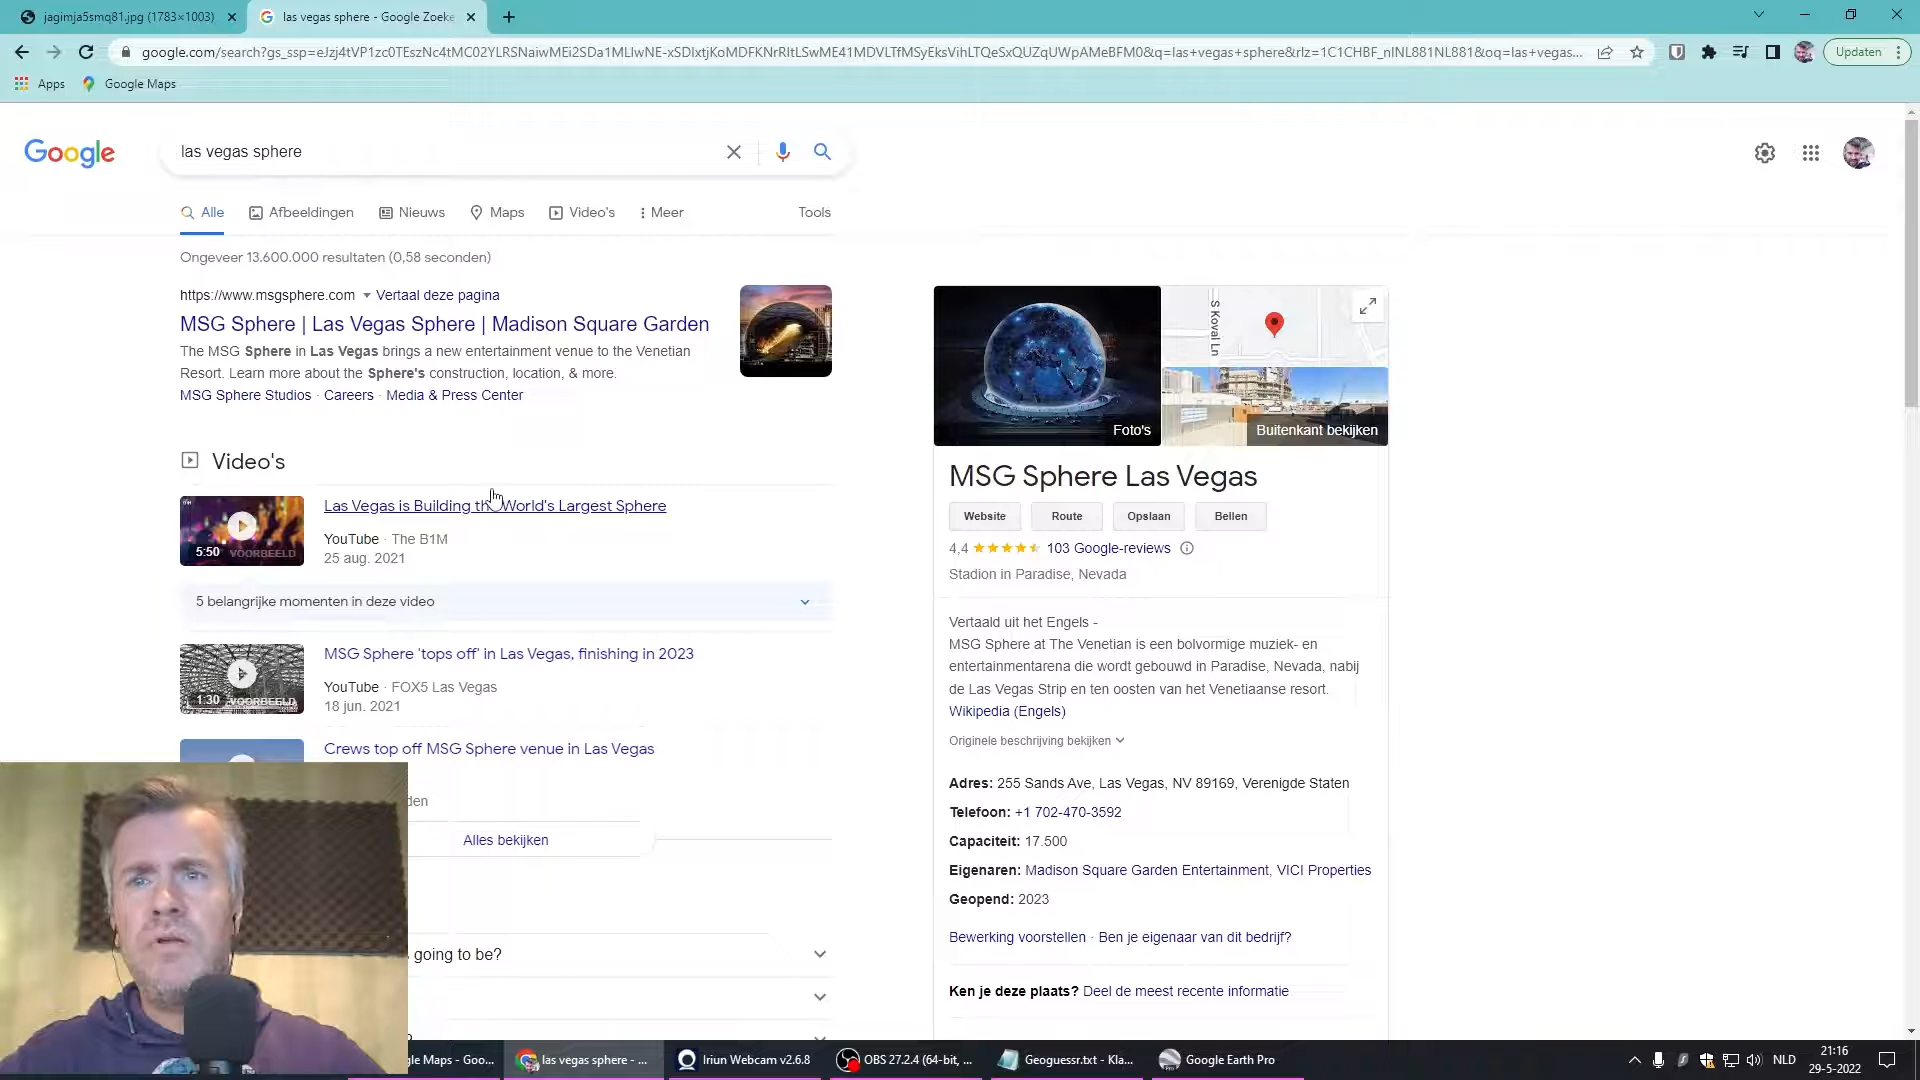 jagimja5smq81.jpg (1783×1003)
las vegas sphere - Google Zoeke
google.com/search?gs_ssp=eJzj4tVP1zc0TEszNc4tMC02YLRSNaiwMEi2SDa1MLIwNE-xSDIxtjKoMDFKNrRItLSwME41MDVLTfMSyEksVihLTQeSxQUZqUWpAMeBFM0&q=las+vegas+sphere&rlz=1C1CHBF_nlNL881NL881&oq=las+vegas...
Updaten
Apps
Google Maps
Google
las vegas sphere
Alle
Afbeeldingen
Nieuws
Maps
Video's
Meer
Tools
Ongeveer 13.600.000 resultaten (0,58 seconden)
https://www.msgsphere.com
Vertaal deze pagina
MSG Sphere | Las Vegas Sphere | Madison Square Garden
The MSG Sphere in Las Vegas brings a new entertainment venue to the Venetian
Resort. Learn more about the Sphere's construction, location, & more.
MSG Sphere Studios · Careers · Media & Press Center
Video's
Las Vegas is Building the World's Largest Sphere
YouTube · The B1M
25 aug. 2021
5:50 VOORBEELD
5 belangrijke momenten in deze video
MSG Sphere 'tops off' in Las Vegas, finishing in 2023
YouTube · FOX5 Las Vegas
18 jun. 2021
1:30 VOORBEELD
Crews top off MSG Sphere venue in Las Vegas
den
Alles bekijken
going to be?
S Koval Ln
Foto's
Buitenkant bekijken
MSG Sphere Las Vegas
Website
Route
Opslaan
Bellen
4,4
103 Google-reviews
Stadion in Paradise, Nevada
Vertaald uit het Engels -
MSG Sphere at The Venetian is een bolvormige muziek- en
entertainmentarena die wordt gebouwd in Paradise, Nevada, nabij
de Las Vegas Strip en ten oosten van het Venetiaanse resort.
Wikipedia (Engels)
Originele beschrijving bekijken
Adres: 255 Sands Ave, Las Vegas, NV 89169, Verenigde Staten
Telefoon: +1 702-470-3592
Capaciteit: 17.500
Eigenaren: Madison Square Garden Entertainment, VICI Properties
Geopend: 2023
Bewerking voorstellen · Ben je eigenaar van dit bedrijf?
Ken je deze plaats? Deel de meest recente informatie
gle Maps - Goo...
las vegas sphere - ...
Iriun Webcam v2.6.8
OBS 27.2.4 (64-bit, ...
Geoguessr.txt - Kla...
Google Earth Pro
NLD
21:16
29-5-2022